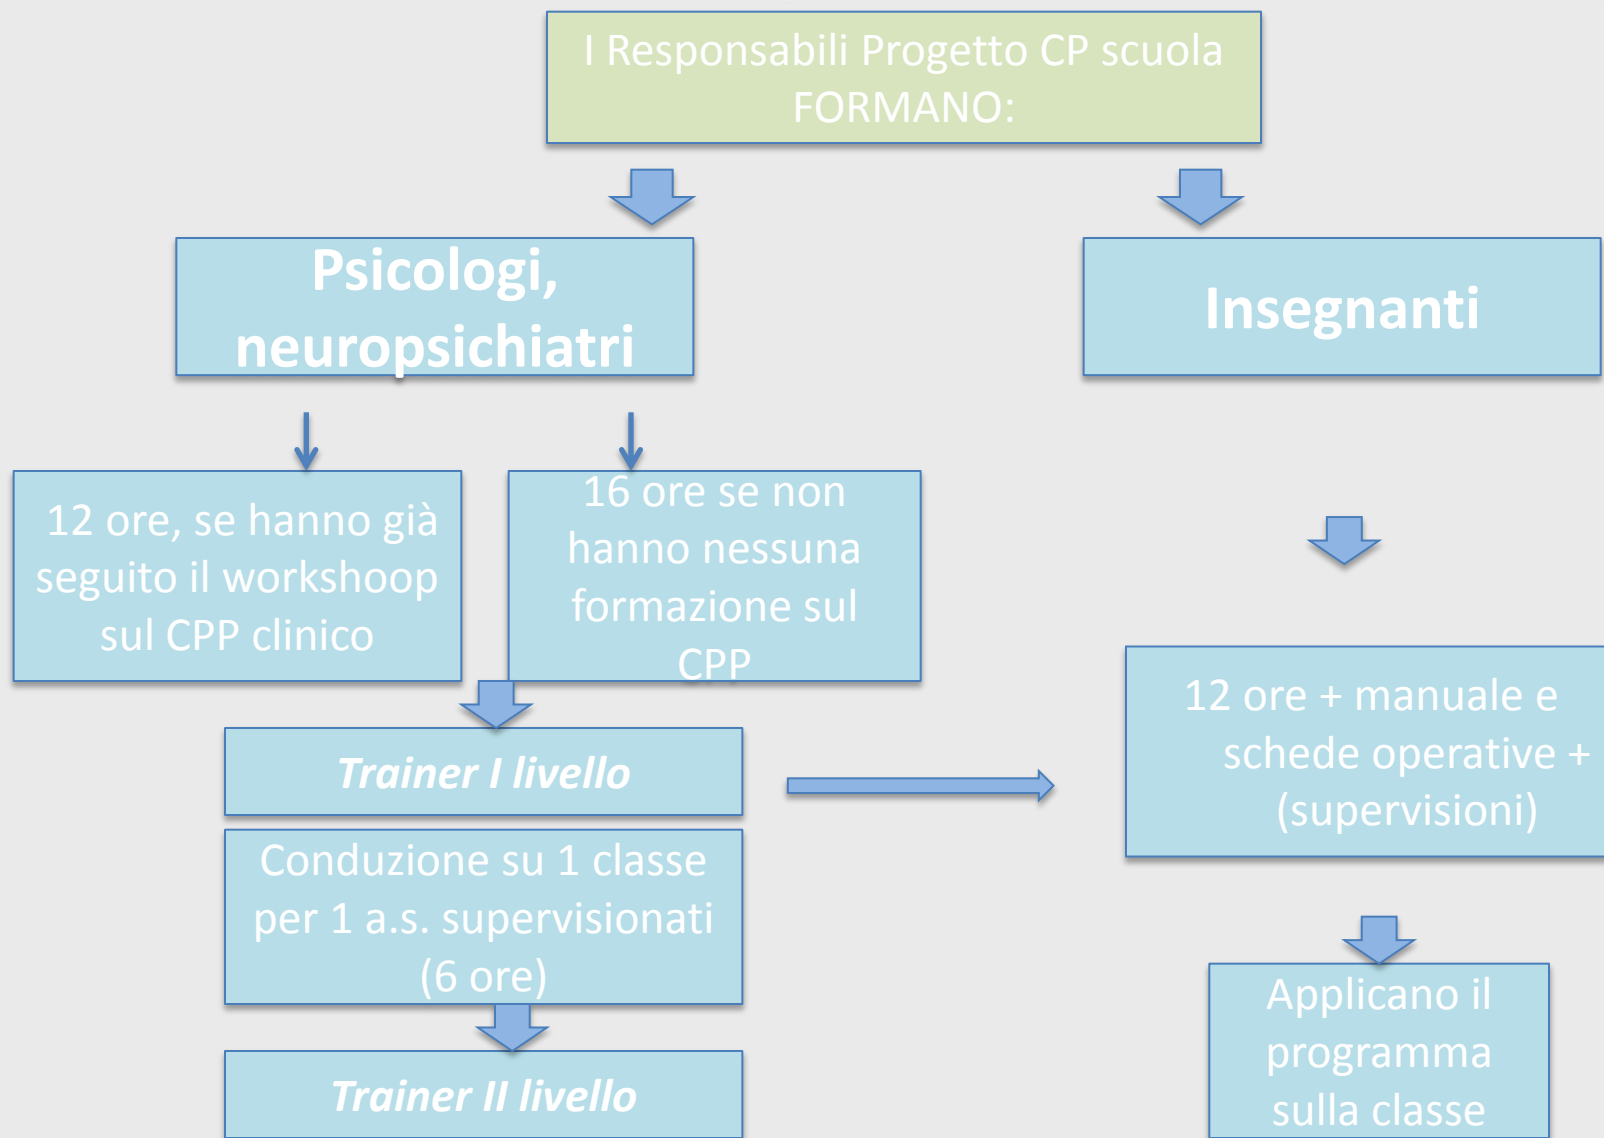 I Responsabili Progetto CP scuola
FORMANO:
Psicologi,
neuropsichiatri
Insegnanti
12 ore, se hanno già
seguito il workshoop
sul CPP clinico
16 ore se non
hanno nessuna
formazione sul
CPP
Trainer I livello
Conduzione su 1 classe
per 1 a.s. supervisionati
(6 ore)
Trainer II livello
12 ore + manuale e
schede operative +
(supervisioni)
Applicano il
programma
sulla classe